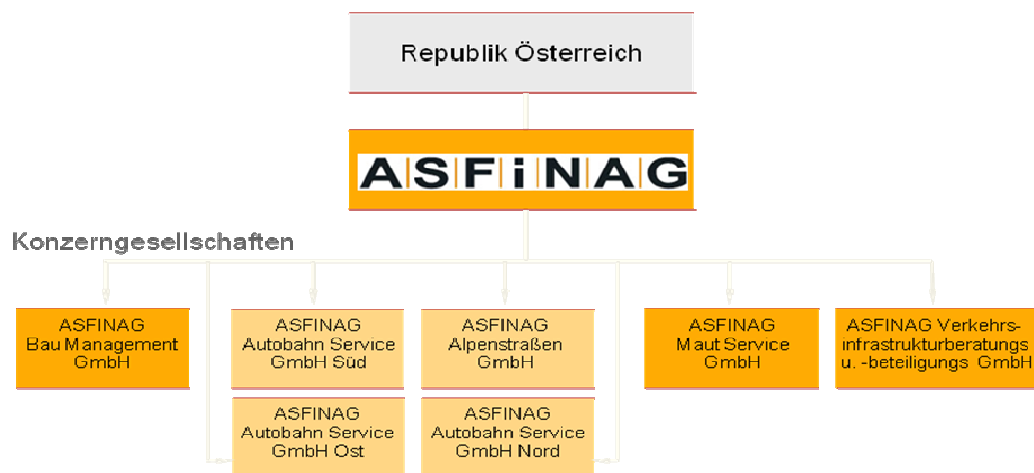 Republik Österreich
ASFiNAG
Konzerngesellschaften
ASFINAG
Bau Management
GmbH
ASFINAG
Autobahn Service
GmbH Süd
ASFINAG
Alpenstraßen
GmbH
ASFINAG
Maut Service
GmbH
ASFINAG Verkehrs-
infrastrukturberatungs
u. -beteiligungs GmbH
ASFINAG
Autobahn Service
GmbH Ost
ASFINAG
Autobahn Service
GmbH Nord